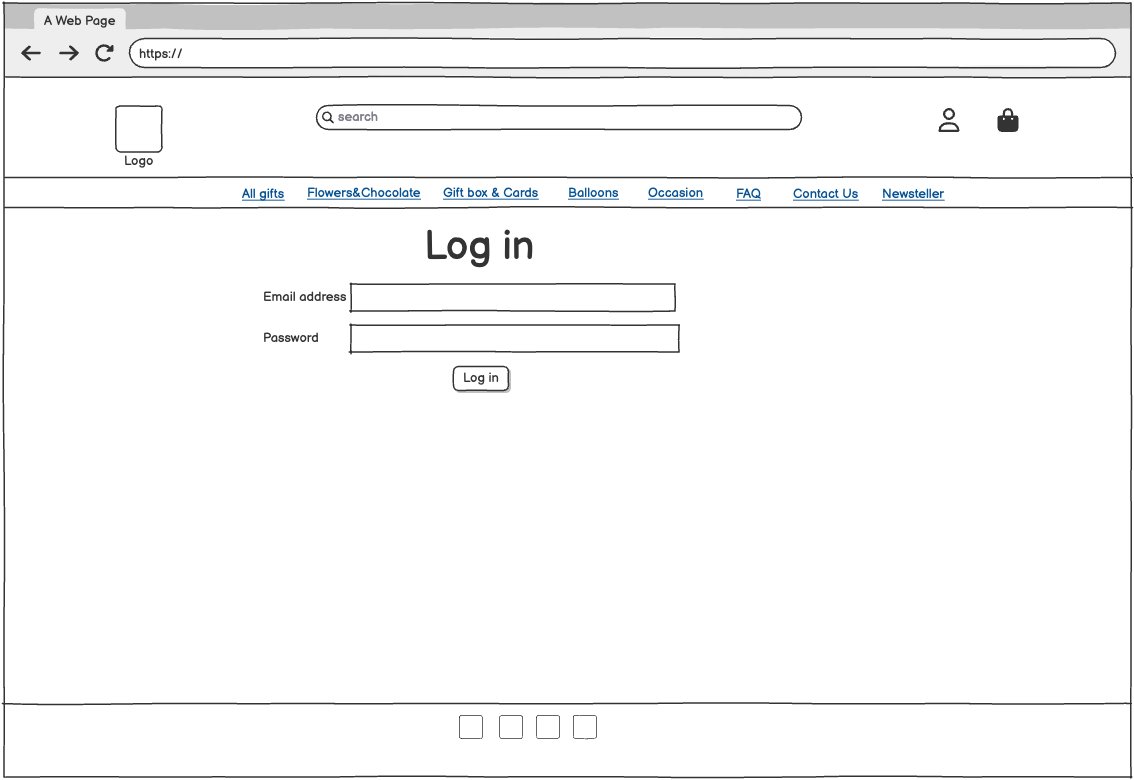 A Web Page
https://
search
Logo
All gifts Flowers&Chocolate Gift box & Cards Balloons Occasion FAQ Contact Us Newsteller
Log in
Email address
Password
Log in